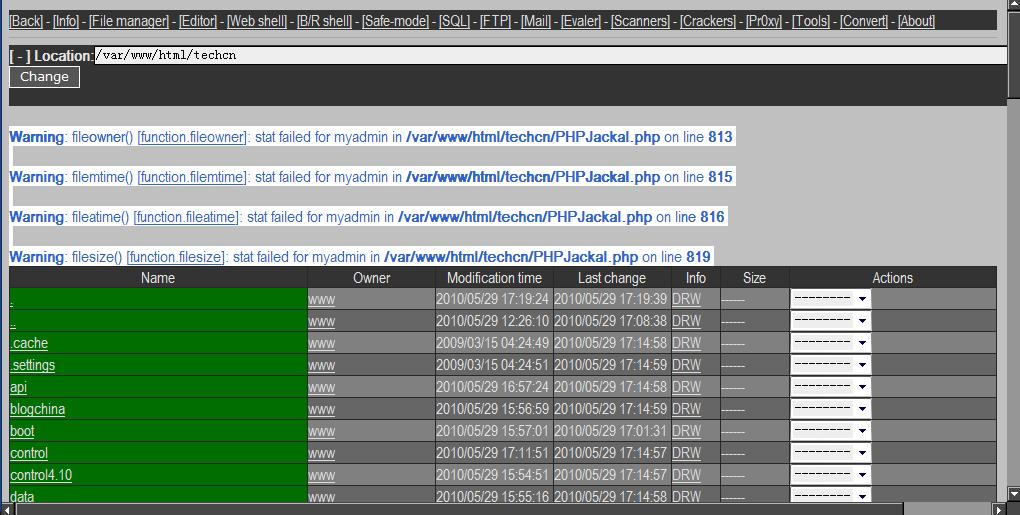 [Back] - [Info] - [File manager] - [Editor] - [Web shell] - [B/R shell] - [Safe-mode] - [SQL] - [FTP] - [Mail] - [Evaler] - [Scanners] - [Crackers] - [Pr0xy] - [Tools] - [Convert] - [About]
[ - ] Location: /var/www/html/techcn
Change
Warning: fileowner() [function.fileowner]: stat failed for myadmin in /var/www/html/techcn/PHPJackal.php on line 813
Warning: filemtime() [function.filemtime]: stat failed for myadmin in /var/www/html/techcn/PHPJackal.php on line 815
Warning: fileatime() [function.fileatime]: stat failed for myadmin in /var/www/html/techcn/PHPJackal.php on line 816
Warning: filesize() [function.filesize]: stat failed for myadmin in /var/www/html/techcn/PHPJackal.php on line 819
Name Owner Modification time Last change Info Size Actions
. www 2010/05/29 17:19:24 2010/05/29 17:19:39 DRW ------ --------
.. www 2010/05/29 12:26:10 2010/05/29 17:08:38 DRW ------ --------
.cache www 2009/03/15 04:24:49 2010/05/29 17:14:58 DRW ------ --------
.settings www 2009/03/15 04:24:51 2010/05/29 17:14:59 DRW ------ --------
api www 2010/05/29 16:57:24 2010/05/29 17:14:58 DRW ------ --------
blogchina www 2010/05/29 15:56:59 2010/05/29 17:14:59 DRW ------ --------
boot www 2010/05/29 15:57:01 2010/05/29 17:01:31 DRW ------ --------
control www 2010/05/29 17:11:51 2010/05/29 17:14:57 DRW ------ --------
control4.10 www 2010/05/29 15:54:51 2010/05/29 17:14:57 DRW ------ --------
data www 2010/05/29 15:55:16 2010/05/29 17:14:58 DRW ------ --------